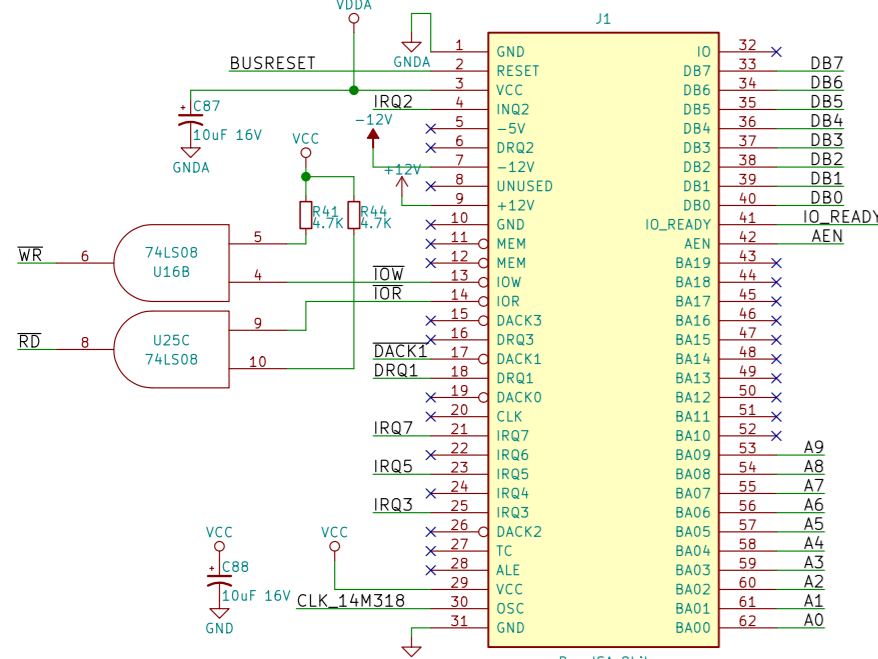 VDDA
J1
GNDA
1 GND IO 32
BUSRESET 2 RESET DB7 33 DB7
3 VCC DB6 34 DB6
IRQ2 4 INQ2 DB5 35 DB5
-12V 5 -5V DB4 36 DB4
6 DRQ2 DB3 37 DB3
7 -12V DB2 38 DB2
+12V 8 UNUSED DB1 39 DB1
9 +12V DB0 40 DB0
10 GND IO_READY 41 IO_READY
11 MEM AEN 42 AEN
12 MEM BA19 43
IOW 13 IOW BA18 44
IOR 14 IOR BA17 45
15 DACK3 BA16 46
16 DRQ3 BA15 47
DACK1 17 DACK1 BA14 48
DRQ1 18 DRQ1 BA13 49
19 DACK0 BA12 50
20 CLK BA11 51
IRQ7 21 IRQ7 BA10 52
22 IRQ6 BA09 53 A9
IRQ5 23 IRQ5 BA08 54 A8
24 IRQ4 BA07 55 A7
IRQ3 25 IRQ3 BA06 56 A6
26 DACK2 BA05 57 A5
27 TC BA04 58 A4
28 ALE BA03 59 A3
29 VCC BA02 60 A2
CLK_14M318 30 OSC BA01 61 A1
31 GND BA00 62 A0
+ C87
10uF 16V
GNDA
VCC
R41
4.7K
R44
4.7K
WR 6 74LS08 5
U16B 4
RD 8 U25C 9
74LS08 10
VCC
+ C88
10uF 16V
GND
VCC